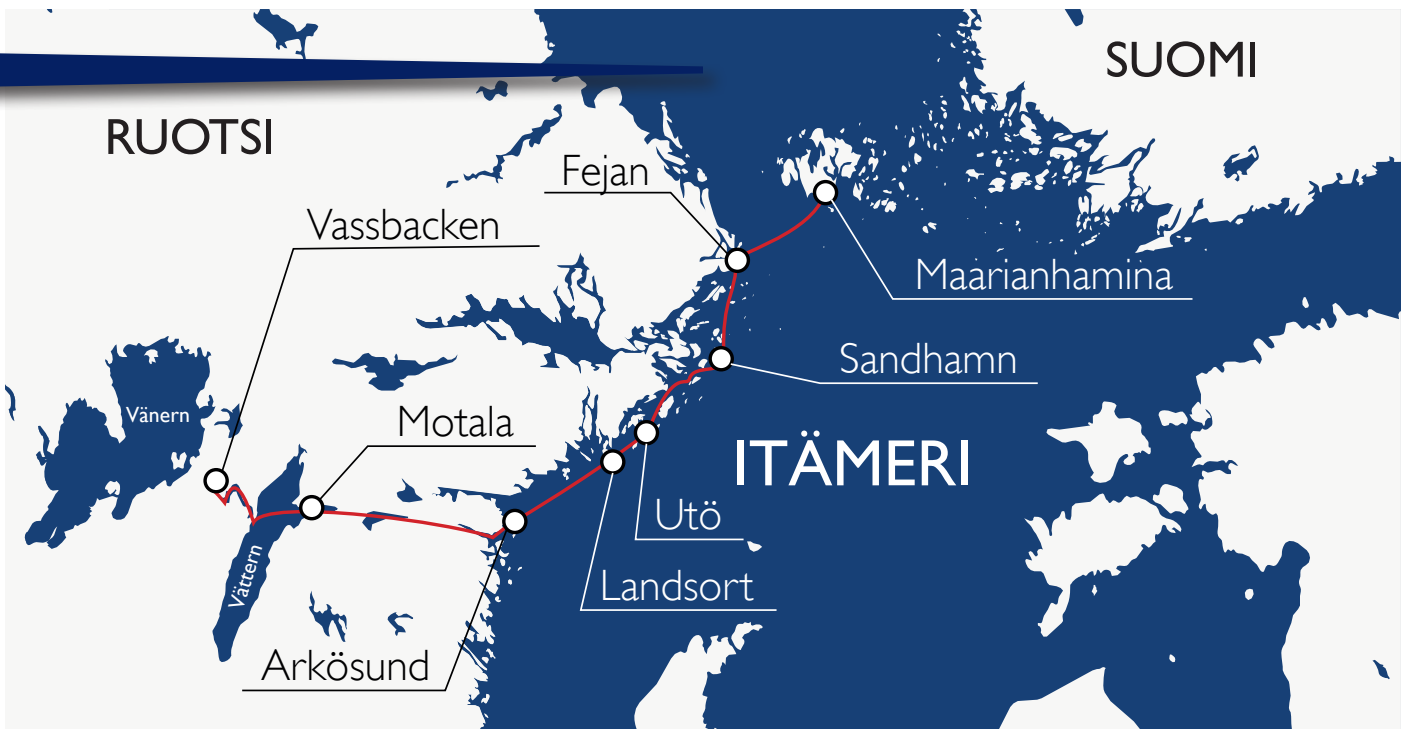 SUOMI
RUOTSI
Fejan
Vassbacken
Maarianhamina
Sandhamn
Vänern
Motala
ITÄMERI
Utö
Vättern
Landsort
Arkösund